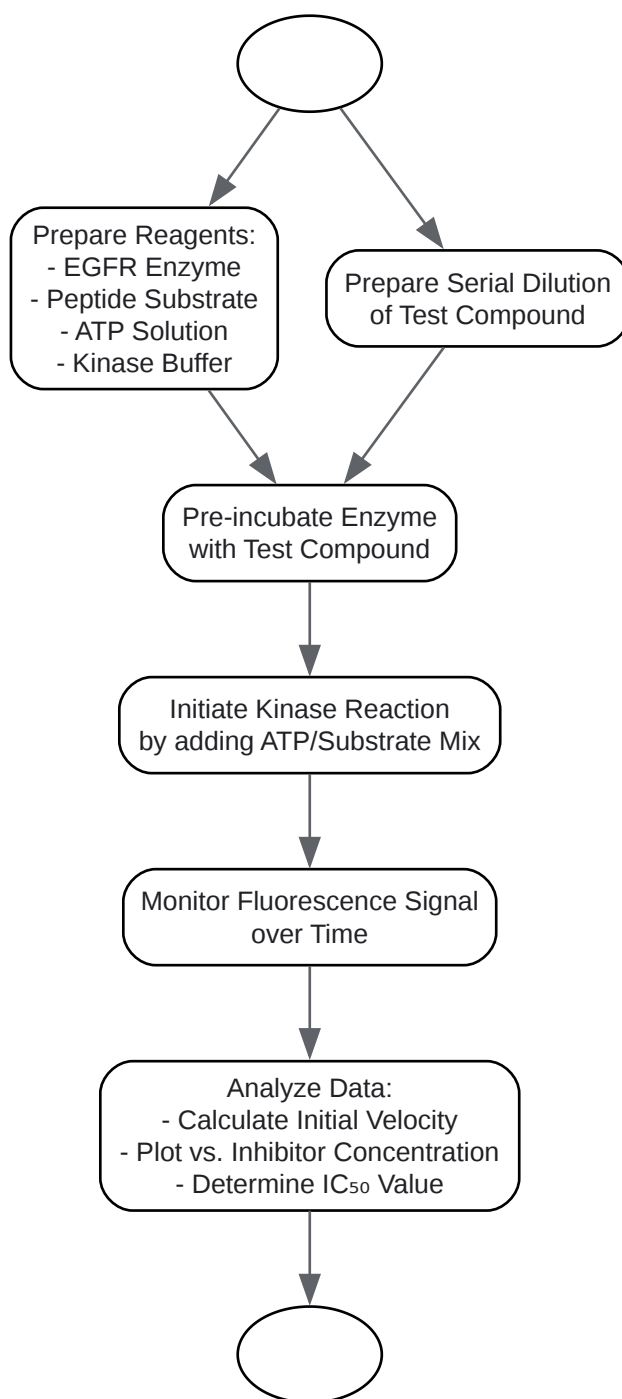 Prepare Reagents:
- EGFR Enzyme
- Peptide Substrate
- ATP Solution
- Kinase Buffer
Prepare Serial Dilution
of Test Compound
Pre-incubate Enzyme
with Test Compound
Initiate Kinase Reaction
by adding ATP/Substrate Mix
Monitor Fluorescence Signal
over Time
Analyze Data:
- Calculate Initial Velocity
- Plot vs. Inhibitor Concentration
- Determine IC₅₀ Value